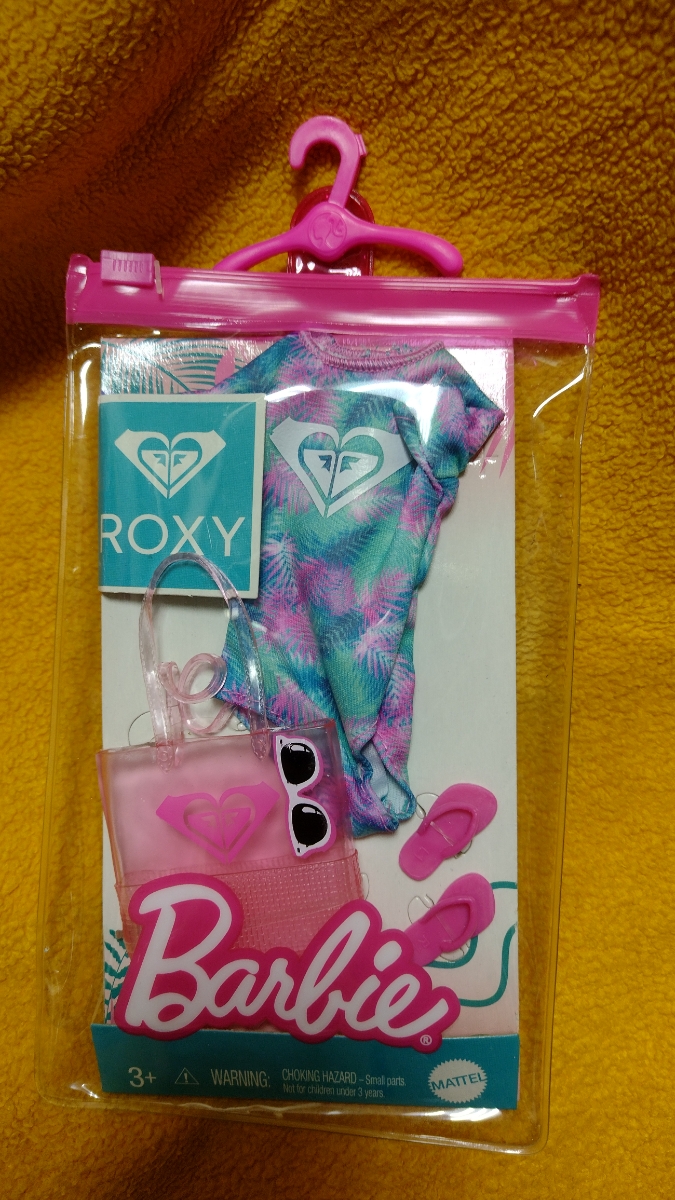 ROXY
Barbie®
3+ WARNING: CHOKING HAZARD – Small parts.
Not for children under 3 years.
MATTEL